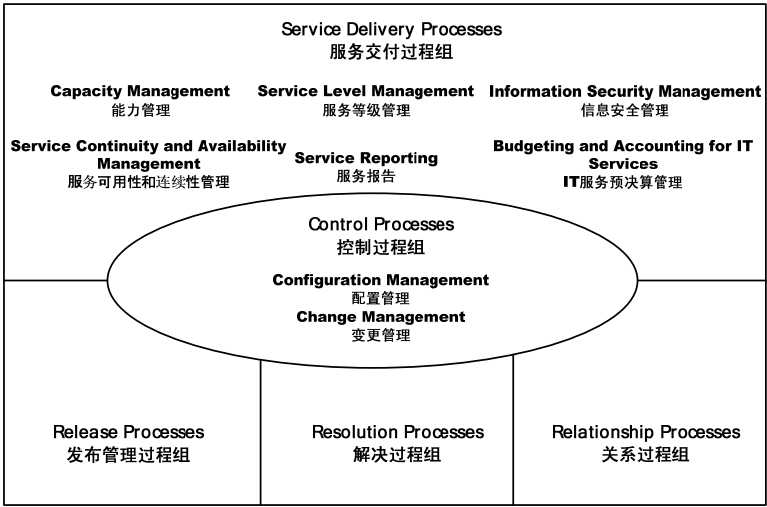 Service Delivery Processes
服务交付过程组
Capacity Management
能力管理
Service Level Management
服务等级管理
Information Security Management
信息安全管理
Service Continuity and Availability
Management
服务可用性和连续性管理
Service Reporting
服务报告
Budgeting and Accounting for IT
Services
IT服务预决算管理
Control Processes
控制过程组
Configuration Management
配置管理
Change Management
变更管理
Release Processes
发布管理过程组
Resolution Processes
解决过程组
Relationship Processes
关系过程组